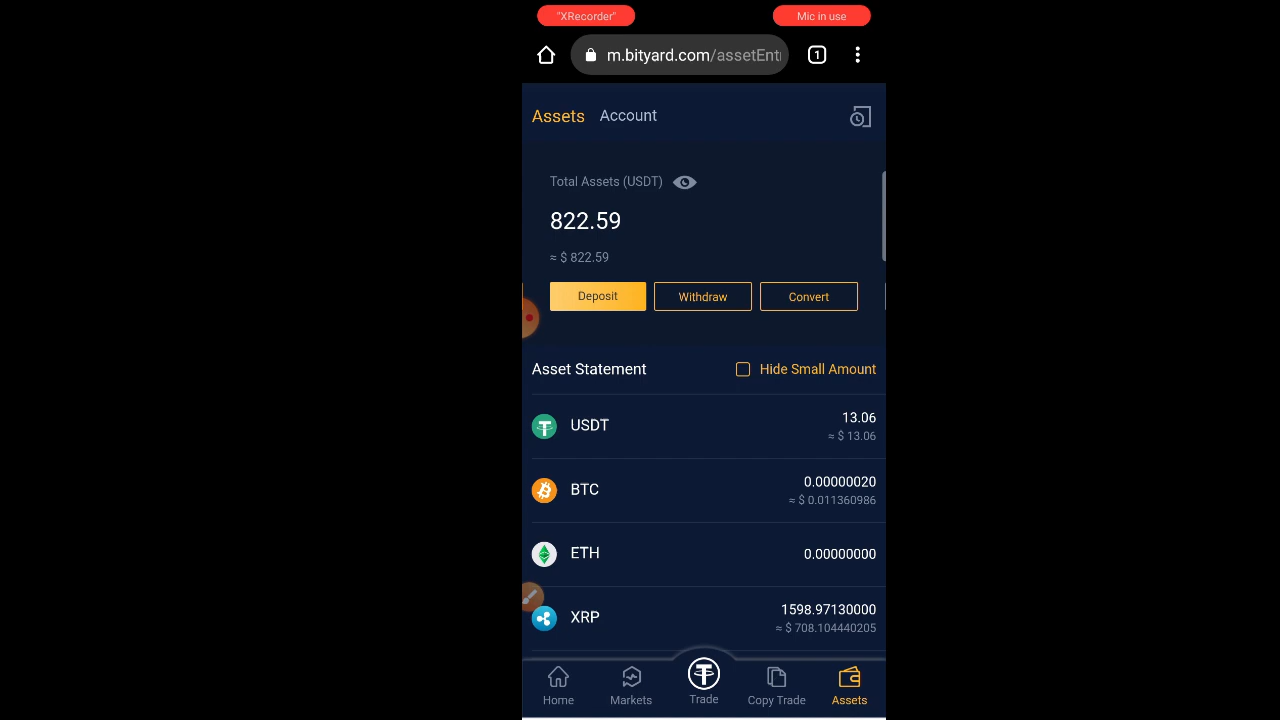 "XRecorder"
Mic in use
m.bityard.com/assetEnt
1
Assets Account
Total Assets (USDT)
822.59
≈ $ 822.59
Deposit Withdraw Convert
Asset Statement
Hide Small Amount
USDT
13.06
≈ $ 13.06
BTC
0.00000020
≈ $ 0.011360986
ETH
0.00000000
XRP
1598.97130000
≈ $ 708.104440205
Home Markets Trade Copy Trade Assets